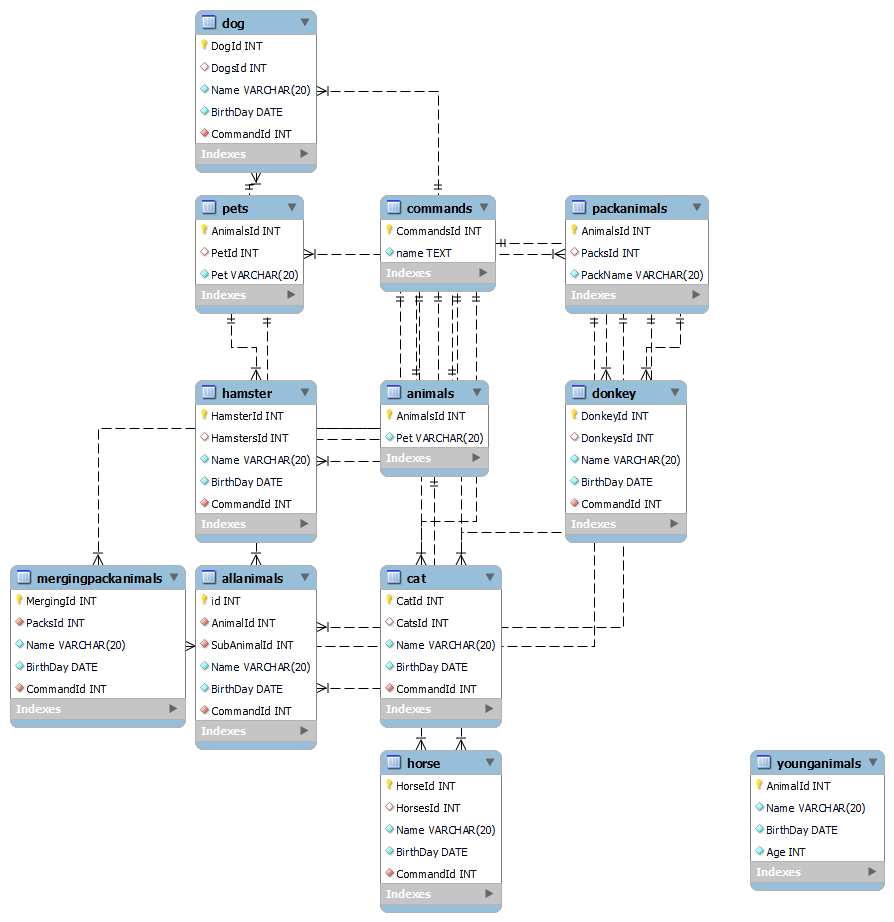 dog
DogId INT
DogsId INT
Name VARCHAR(20)
BirthDay DATE
CommandId INT
Indexes
pets
AnimalsId INT
PetId INT
Pet VARCHAR(20)
Indexes
commands
CommandsId INT
name TEXT
Indexes
packanimals
AnimalsId INT
PacksId INT
PackName VARCHAR(20)
Indexes
hamster
HamsterId INT
HamstersId INT
Name VARCHAR(20)
BirthDay DATE
CommandId INT
Indexes
animals
AnimalsId INT
Pet VARCHAR(20)
Indexes
donkey
DonkeyId INT
DonkeysId INT
Name VARCHAR(20)
BirthDay DATE
CommandId INT
Indexes
mergingpackanimals
MergingId INT
PacksId INT
Name VARCHAR(20)
BirthDay DATE
CommandId INT
Indexes
allanimals
id INT
AnimalId INT
SubAnimalId INT
Name VARCHAR(20)
BirthDay DATE
CommandId INT
Indexes
cat
CatId INT
CatsId INT
Name VARCHAR(20)
BirthDay DATE
CommandId INT
Indexes
horse
HorseId INT
HorsesId INT
Name VARCHAR(20)
BirthDay DATE
CommandId INT
Indexes
younganimals
AnimalId INT
Name VARCHAR(20)
BirthDay DATE
Age INT
Indexes